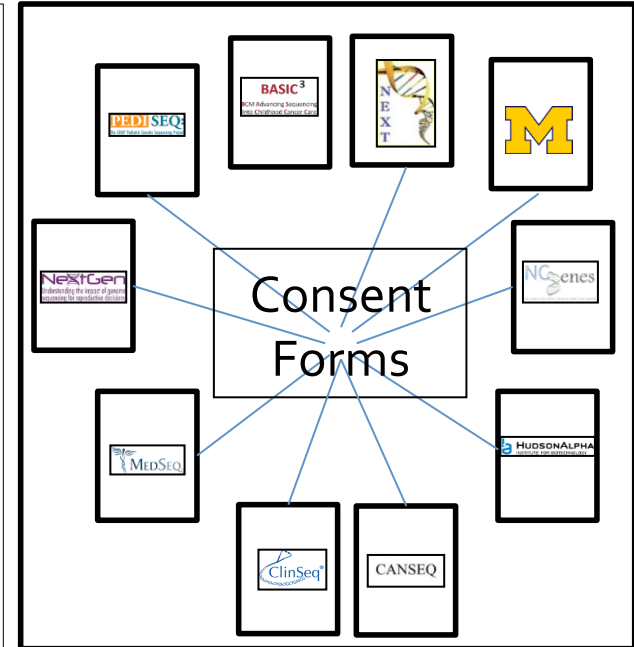 BASIC³
BCM Advancing Sequencing
Into Childhood Cancer Care
NEXT
PEDISEQ:
M
NextGen
Understanding the impact of genome
sequencing for reproductive decisions
Consent
Forms
NCGenes
MEDSEQ
HUDSONALPHA
INSTITUTE FOR BIOTECHNOLOGY
ClinSeq®
CANSEQ